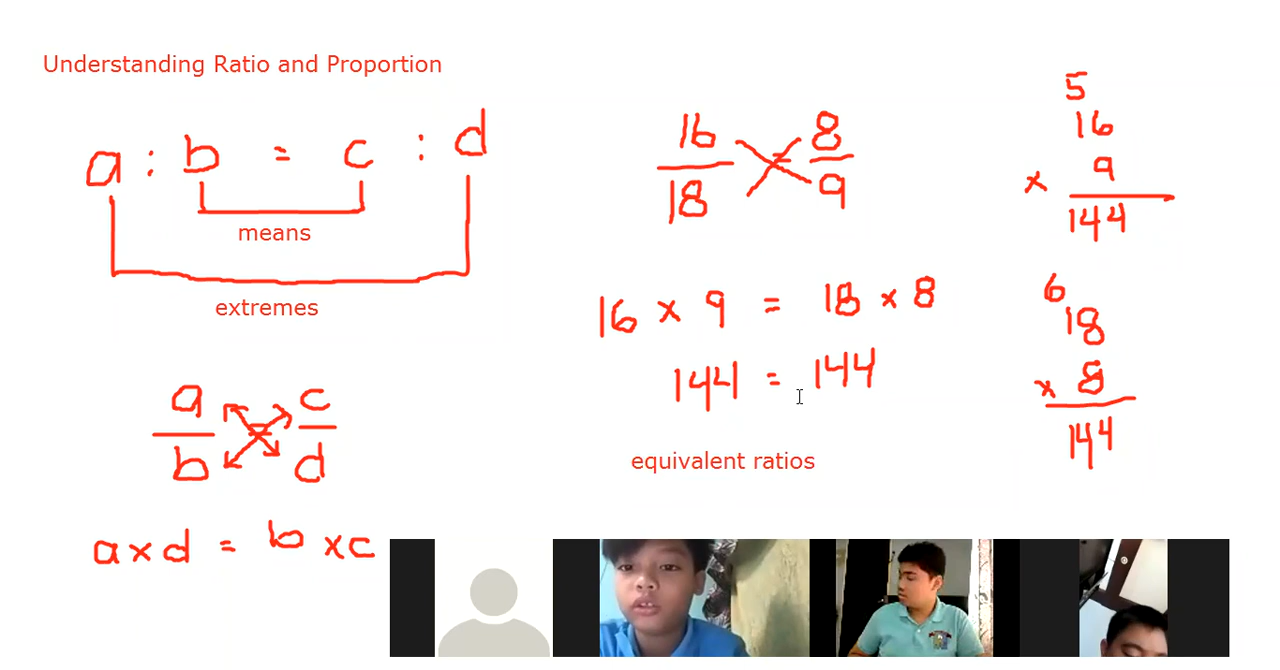 Understanding Ratio and Proportion
a : b = c : d
means
extremes
a/b = c/d
a x d = b x c
16/18 = 8/9
16 x 9 = 18 x 8
144 = 144
equivalent ratios
5
16
x 9
144
6
18
x 8
144